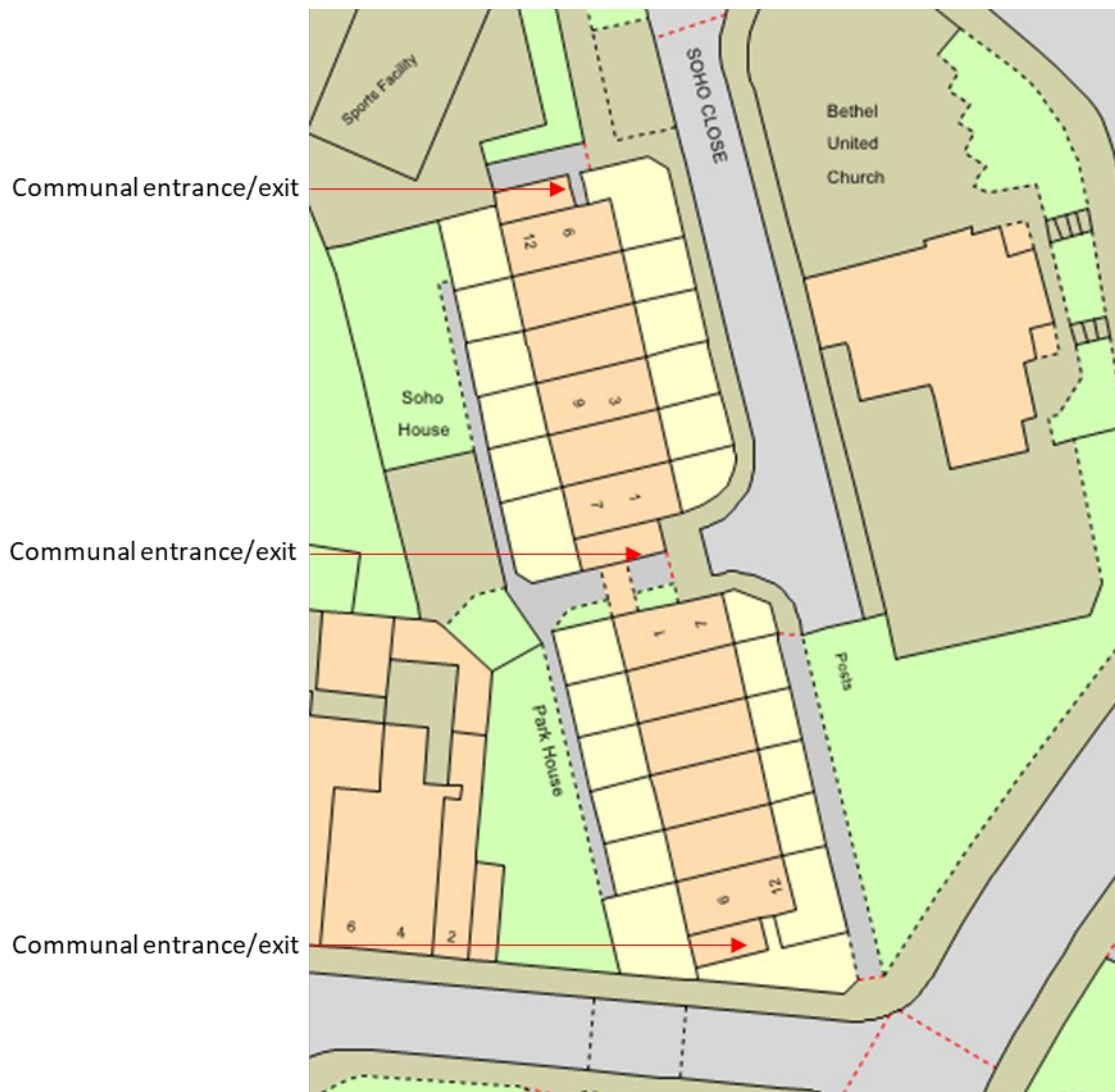 Sports Facility
SOHO CLOSE
Bethel
United
Church
Communal entrance/exit
12
6
Soho
House
9
3
7
1
Communal entrance/exit
1
7
Posts
Park House
6
12
6
4
2
Communal entrance/exit